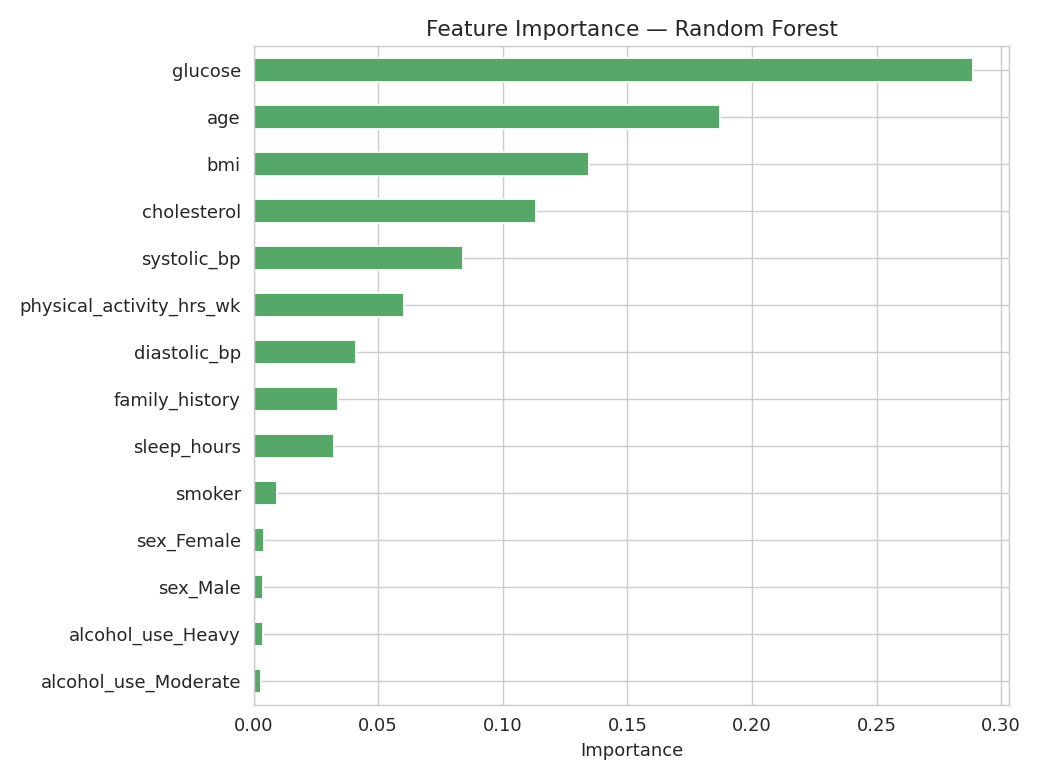 Feature Importance — Random Forest
glucose
age
bmi
cholesterol
systolic_bp
physical_activity_hrs_wk
diastolic_bp
family_history
sleep_hours
smoker
sex_Female
sex_Male
alcohol_use_Heavy
alcohol_use_Moderate
0.00 0.05 0.10 0.15 0.20 0.25 0.30
Importance